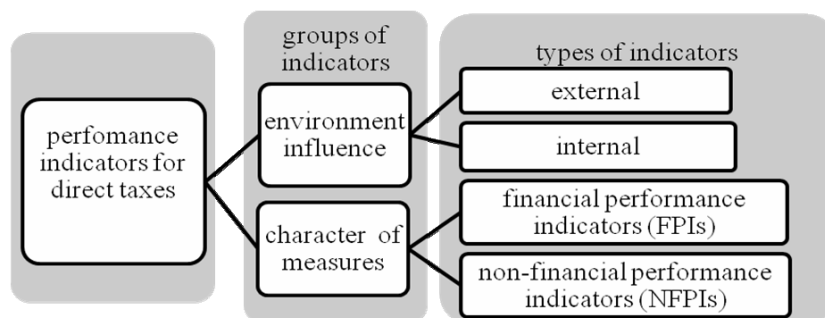 groups of
indicators
types of indicators
perfomance
indicators for
direct taxes
environment
influence
external
internal
character of
measures
financial performance
indicators (FPIs)
non-financial performance
indicators (NFPIs)